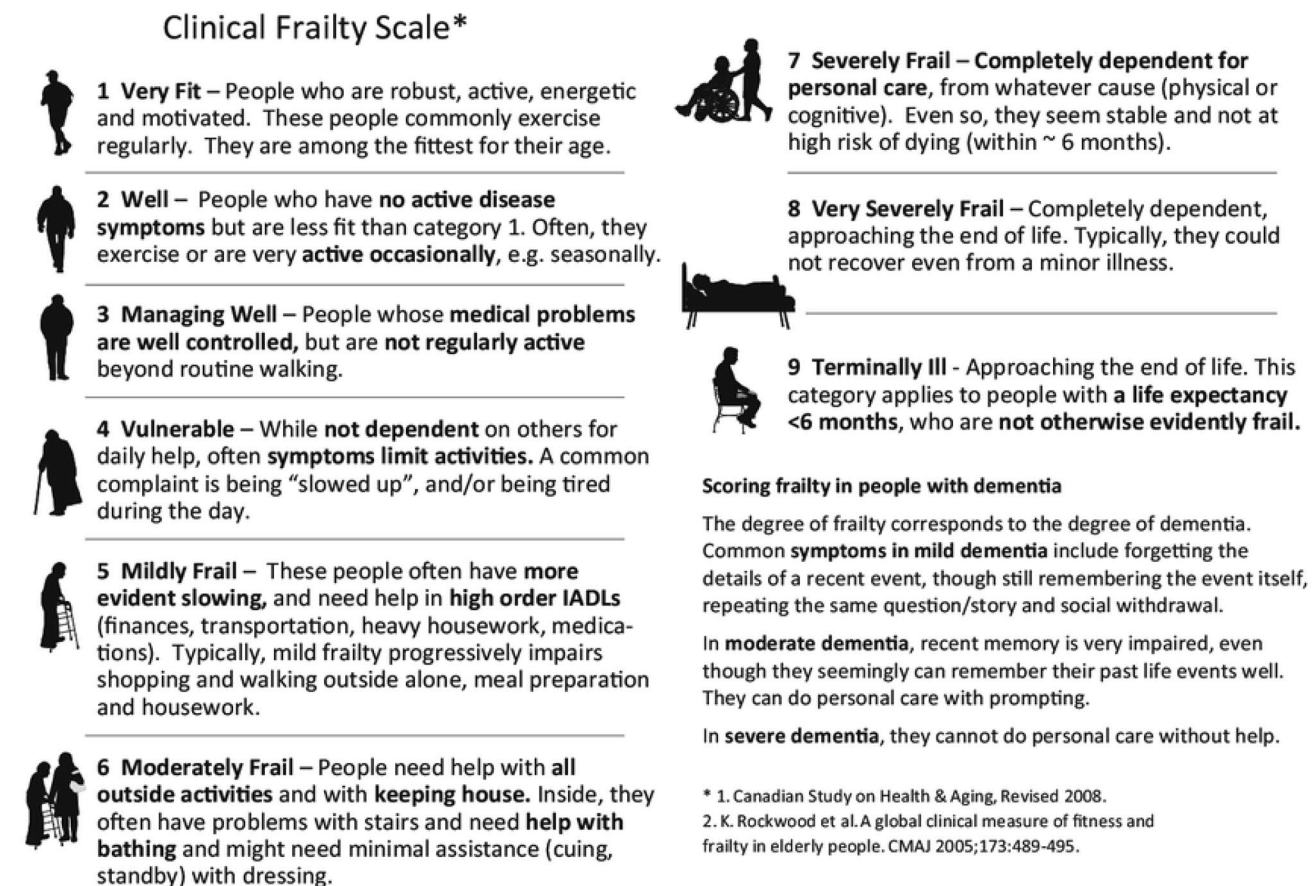 Clinical Frailty Scale*
1 Very Fit – People who are robust, active, energetic
and motivated. These people commonly exercise
regularly. They are among the fittest for their age.
2 Well – People who have no active disease
symptoms but are less fit than category 1. Often, they
exercise or are very active occasionally, e.g. seasonally.
3 Managing Well – People whose medical problems
are well controlled, but are not regularly active
beyond routine walking.
4 Vulnerable – While not dependent on others for
daily help, often symptoms limit activities. A common
complaint is being “slowed up”, and/or being tired
during the day.
5 Mildly Frail – These people often have more
evident slowing, and need help in high order IADLs
(finances, transportation, heavy housework, medica-
tions). Typically, mild frailty progressively impairs
shopping and walking outside alone, meal preparation
and housework.
6 Moderately Frail – People need help with all
outside activities and with keeping house. Inside, they
often have problems with stairs and need help with
bathing and might need minimal assistance (cuing,
standby) with dressing.
7 Severely Frail – Completely dependent for
personal care, from whatever cause (physical or
cognitive). Even so, they seem stable and not at
high risk of dying (within ~ 6 months).
8 Very Severely Frail – Completely dependent,
approaching the end of life. Typically, they could
not recover even from a minor illness.
9 Terminally Ill - Approaching the end of life. This
category applies to people with a life expectancy
<6 months, who are not otherwise evidently frail.
Scoring frailty in people with dementia
The degree of frailty corresponds to the degree of dementia.
Common symptoms in mild dementia include forgetting the
details of a recent event, though still remembering the event itself,
repeating the same question/story and social withdrawal.
In moderate dementia, recent memory is very impaired, even
though they seemingly can remember their past life events well.
They can do personal care with prompting.
In severe dementia, they cannot do personal care without help.
* 1. Canadian Study on Health & Aging, Revised 2008.
2. K. Rockwood et al. A global clinical measure of fitness and
frailty in elderly people. CMAJ 2005;173:489-495.